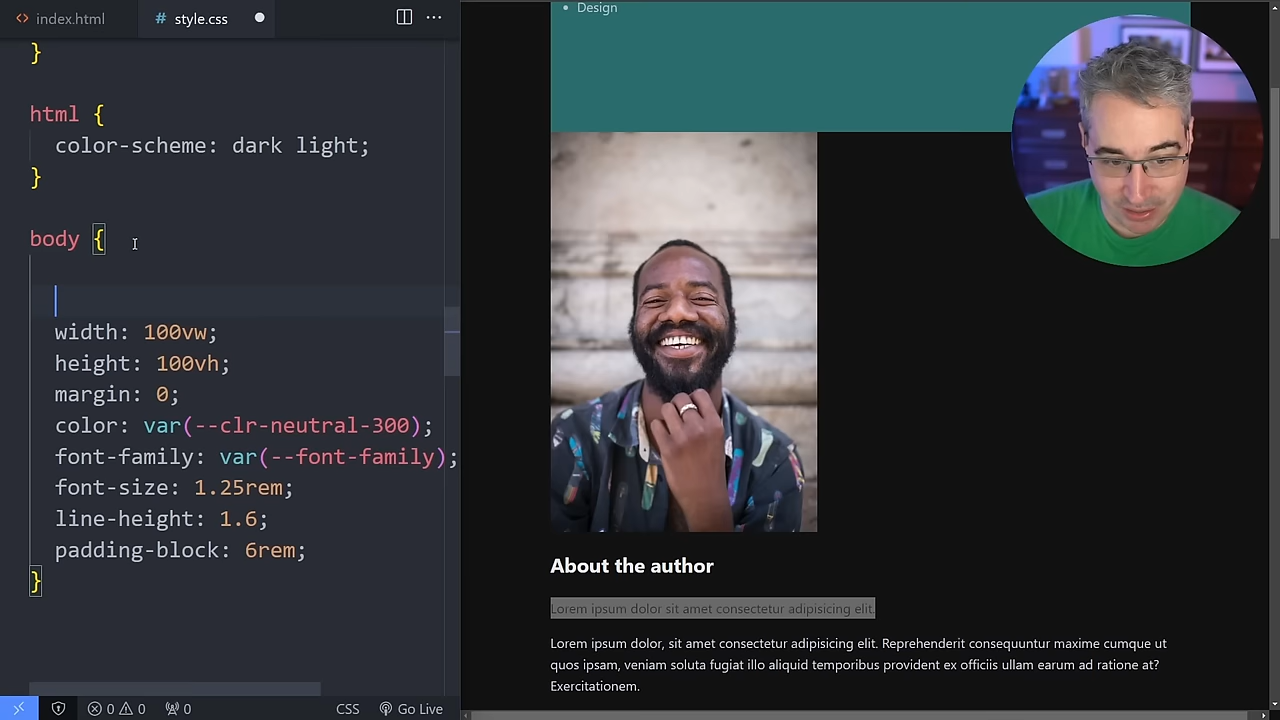 index.html
# style.css
}
html {
color-scheme: dark light;
}
body {
width: 100vw;
height: 100vh;
margin: 0;
color: var(--clr-neutral-300);
font-family: var(--font-family);
font-size: 1.25rem;
line-height: 1.6;
padding-block: 6rem;
}
0 0 0 CSS Go Live
• Design
About the author
Lorem ipsum dolor sit amet consectetur adipisicing elit.
Lorem ipsum dolor, sit amet consectetur adipisicing elit. Reprehenderit consequuntur maxime cumque ut
quos ipsam, veniam soluta fugiat illo aliquid temporibus provident ex officiis ullam earum ad ratione at?
Exercitationem.